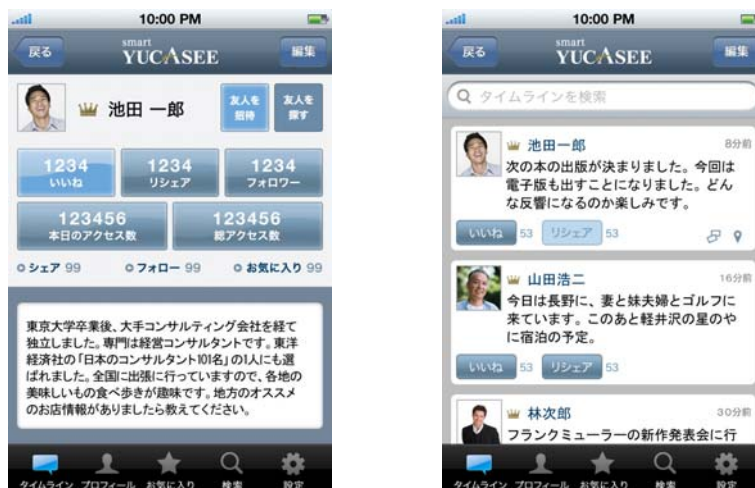 10:00 PM
戻る
smart
YUCASEE
編集
池田 一郎
友人を
招待
友人を
探す
1234
いいね
1234
リシェア
1234
フォロワー
123456
本日のアクセス数
123456
総アクセス数
シェア 99
フォロー 99
お気に入り 99
東京大学卒業後、大手コンサルティング会社を経て
独立しました。専門は経営コンサルタントです。東洋
経済社の「日本のコンサルタント101名」の1人にも選
ばれました。全国に出張に行っていますので、各地の
美味しいもの食べ歩きが趣味です。地方のオススメ
のお店情報がありましたら教えてください。
タイムライン プロフィール お気に入り 検索 設定
10:00 PM
戻る
smart
YUCASEE
編集
タイムラインを検索
池田一郎 8分前
次の本の出版が決まりました。今回は
電子版も出すことになりました。どん
な反響になるのか楽しみです。
いいね 53 リシェア 53
山田浩二 16分前
今日は長野に、妻と妹夫婦とゴルフに
来ています。このあと軽井沢の星のや
に宿泊の予定。
いいね 53 リシェア 53
林次郎 30分前
フランクミューラーの新作発表会に行
タイムライン プロフィール お気に入り 検索 設定